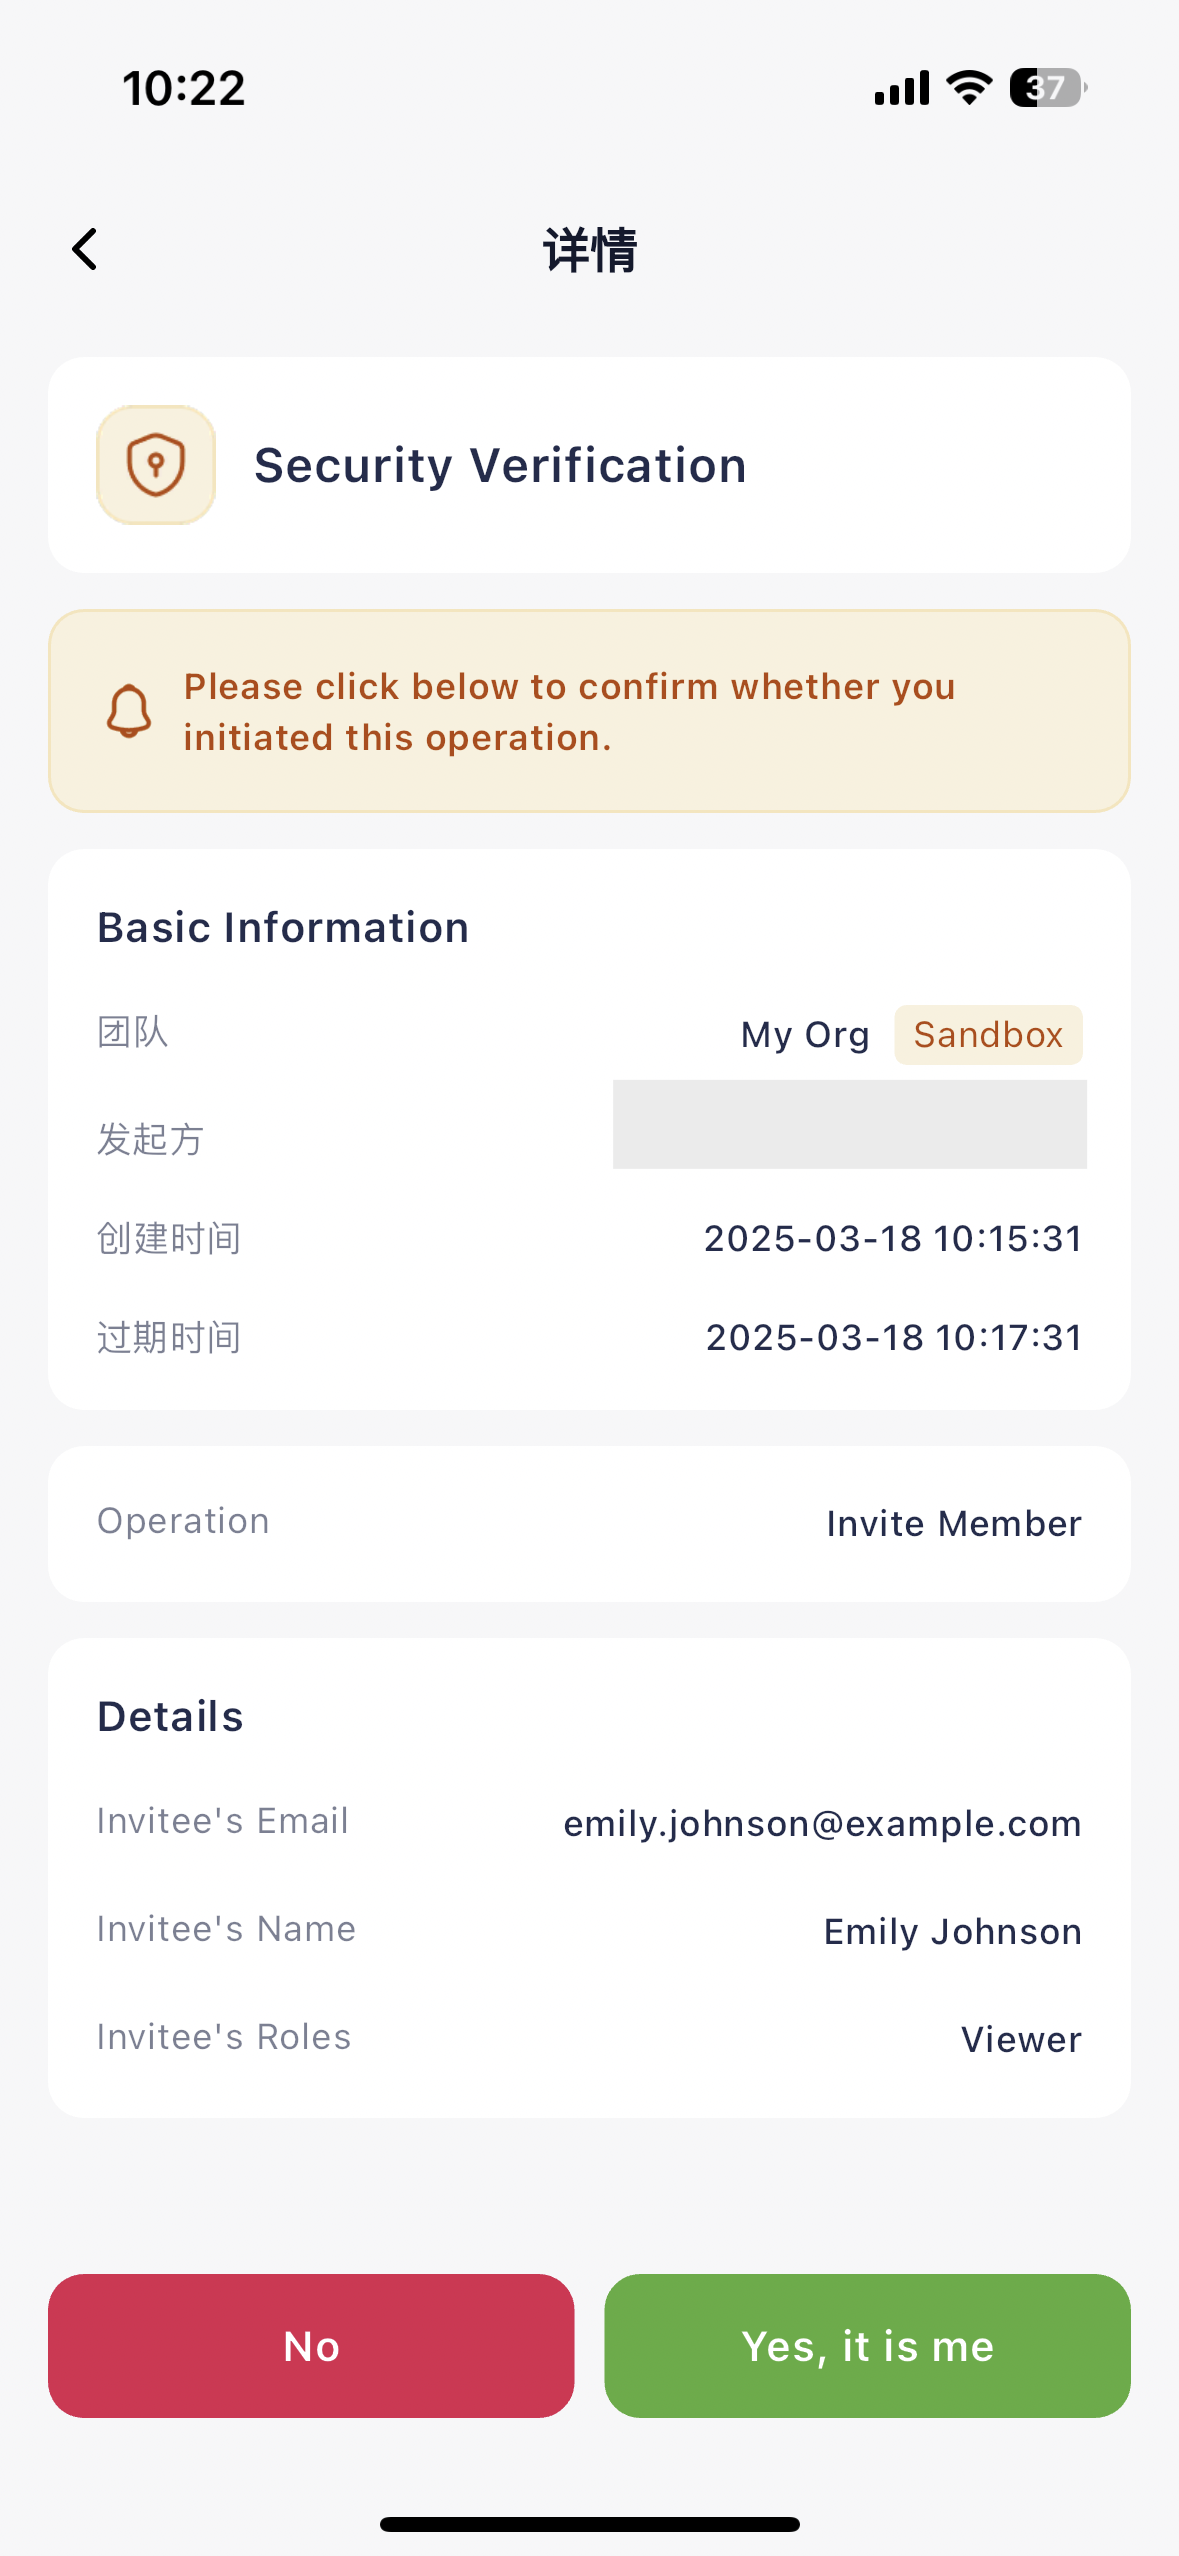 10:22
37
详情
Security Verification
Please click below to confirm whether you
initiated this operation.
Basic Information
团队 My Org Sandbox
发起方
创建时间 2025-03-18 10:15:31
过期时间 2025-03-18 10:17:31
Operation Invite Member
Details
Invitee's Email emily.johnson@example.com
Invitee's Name Emily Johnson
Invitee's Roles Viewer
No
Yes, it is me